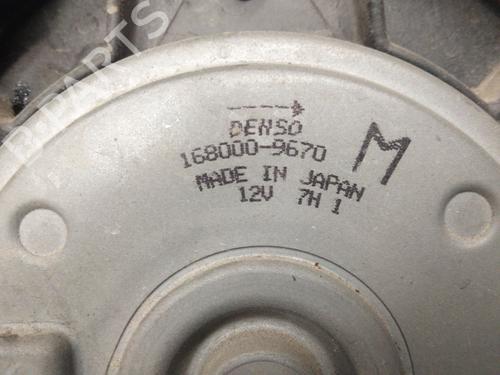 DENSO
168000-9670
M
MADE IN JAPAN
12V 7H 1